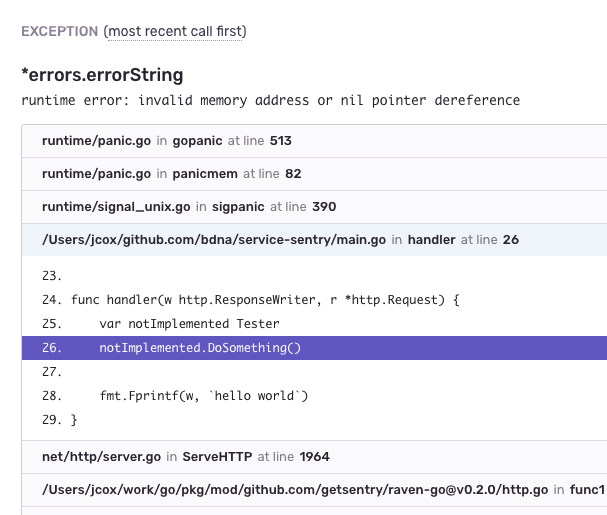 EXCEPTION (most recent call first)
*errors.errorString
runtime error: invalid memory address or nil pointer dereference
runtime/panic.go in gopanic at line 513
runtime/panic.go in panicmem at line 82
runtime/signal_unix.go in sigpanic at line 390
/Users/jcox/github.com/bdna/service-sentry/main.go in handler at line 26
23.
24. func handler(w http.ResponseWriter, r *http.Request) {
25.     var notImplemented Tester
26.     notImplemented.DoSomething()
27.
28.     fmt.Fprintf(w, `hello world`)
29. }
net/http/server.go in ServeHTTP at line 1964
/Users/jcox/work/go/pkg/mod/github.com/getsentry/raven-go@v0.2.0/http.go in func1